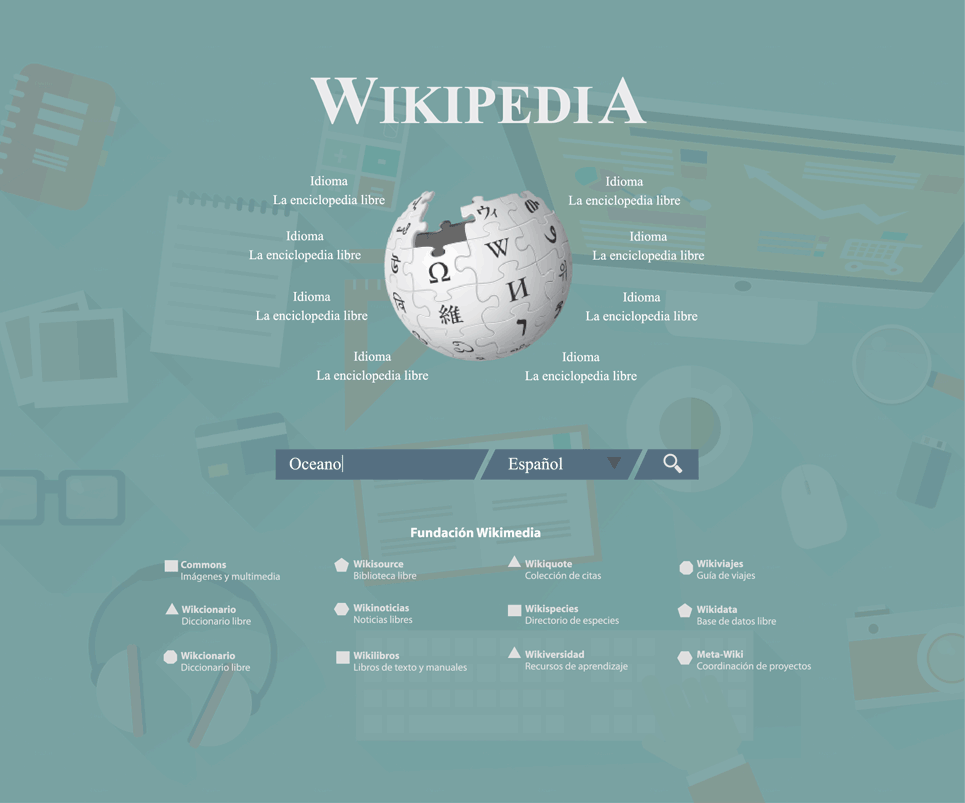 WIKIPEDIA
Idioma
La enciclopedia libre
Idioma
La enciclopedia libre
Idioma
La enciclopedia libre
Idioma
La enciclopedia libre
Idioma
La enciclopedia libre
Idioma
La enciclopedia libre
Idioma
La enciclopedia libre
Idioma
La enciclopedia libre
Ω W И 維 ウィ
Oceano Español
Fundación Wikimedia
Commons
Imágenes y multimedia
Wikisource
Biblioteca libre
Wikiquote
Colección de citas
Wikiviajes
Guía de viajes
Wikcionario
Diccionario libre
Wikinoticias
Noticias libres
Wikispecies
Directorio de especies
Wikidata
Base de datos libre
Wikcionario
Diccionario libre
Wikilibros
Libros de texto y manuales
Wikiversidad
Recursos de aprendizaje
Meta-Wiki
Coordinación de proyectos